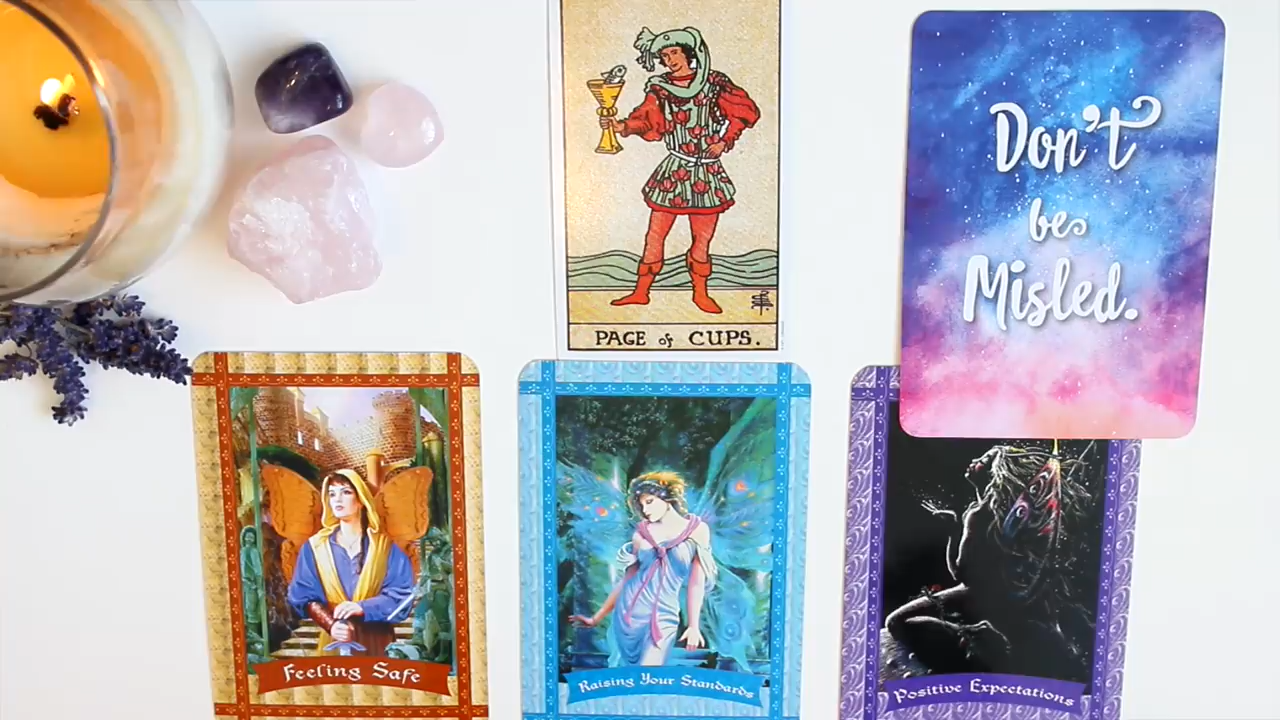 PAGE of CUPS.
Don't
be
Misled.
Feeling Safe
Raising Your Standards
Positive Expectations